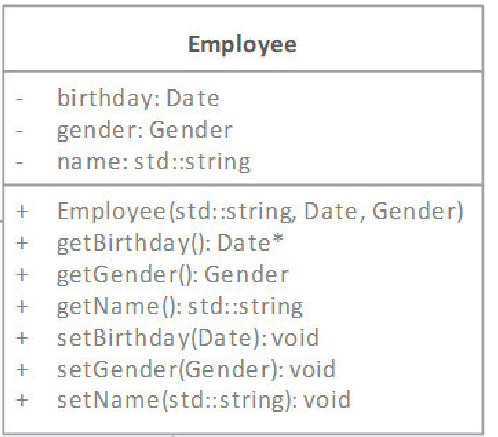 Employee
- birthday: Date
- gender: Gender
- name: std::string
+ Employee(std::string, Date, Gender)
+ getBirthday(): Date*
+ getGender(): Gender
+ getName(): std::string
+ setBirthday(Date): void
+ setGender(Gender): void
+ setName(std::string): void